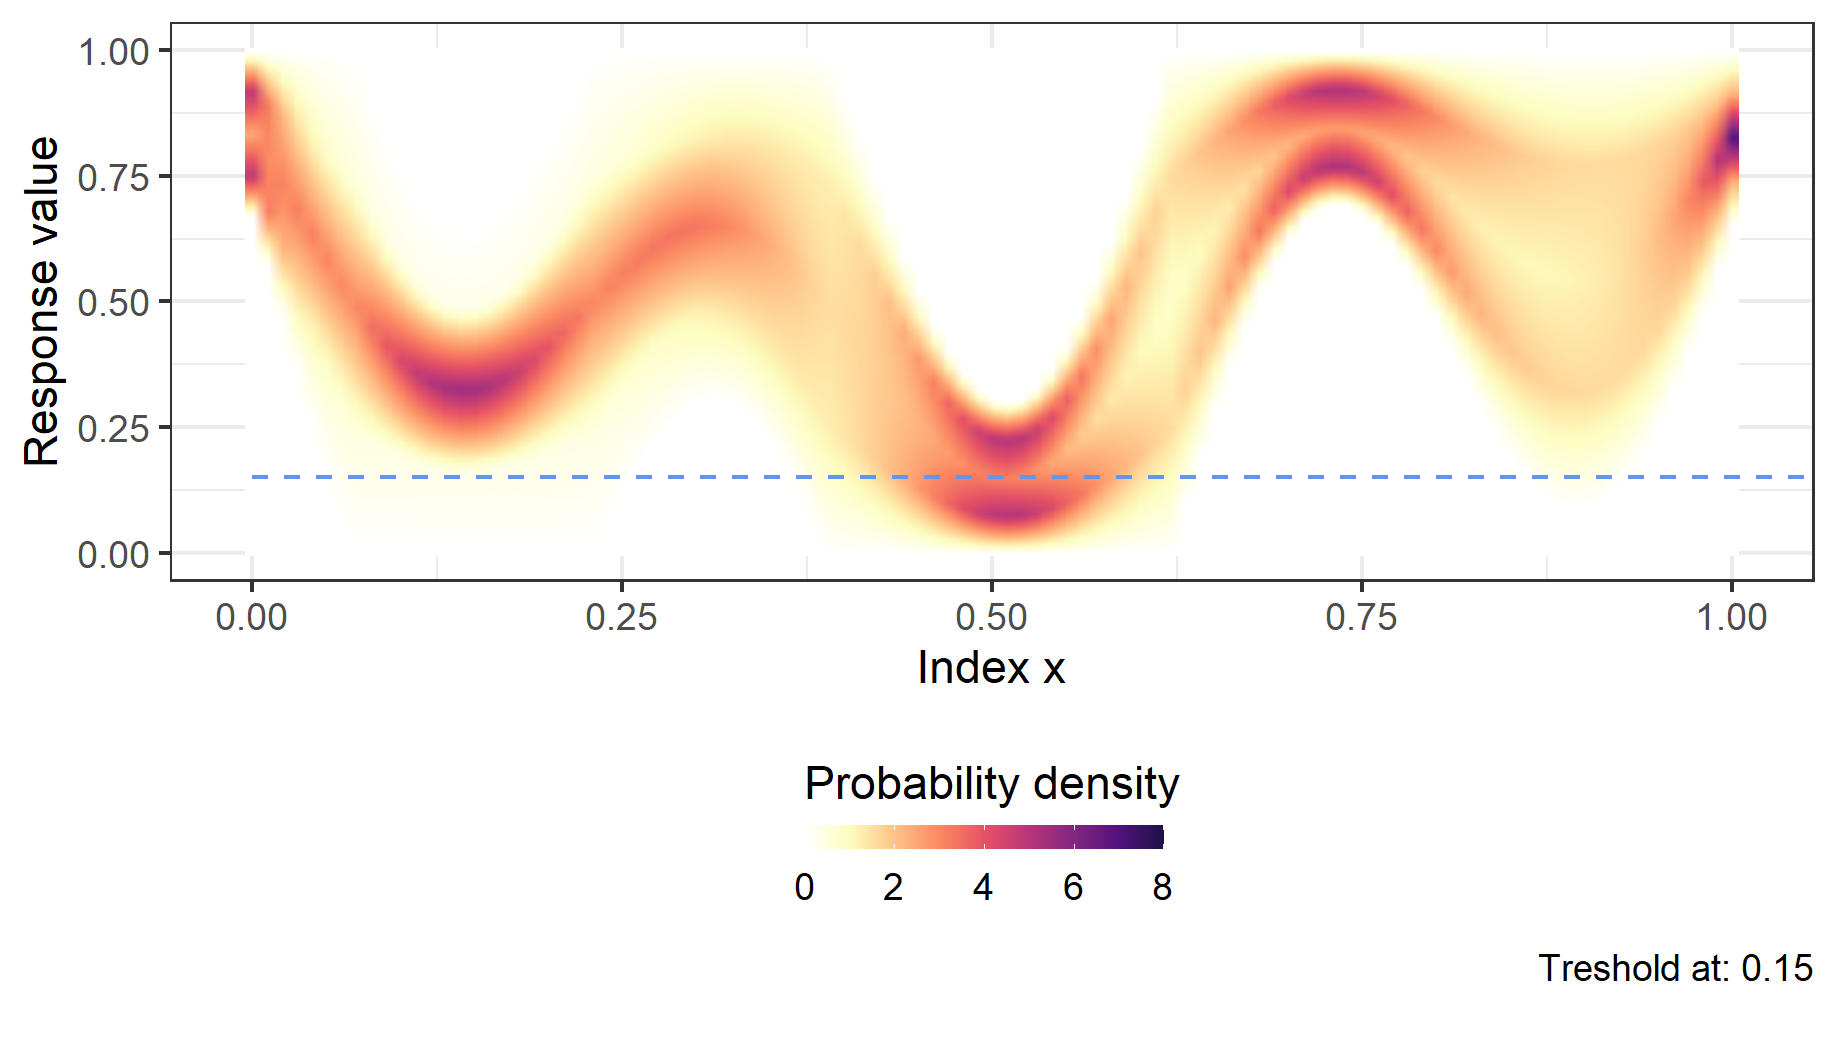 1.00
0.75
0.50
0.25
0.00
Response value
0.00 0.25 0.50 0.75 1.00
Index x
Probability density
0 2 4 6 8
Treshold at: 0.15